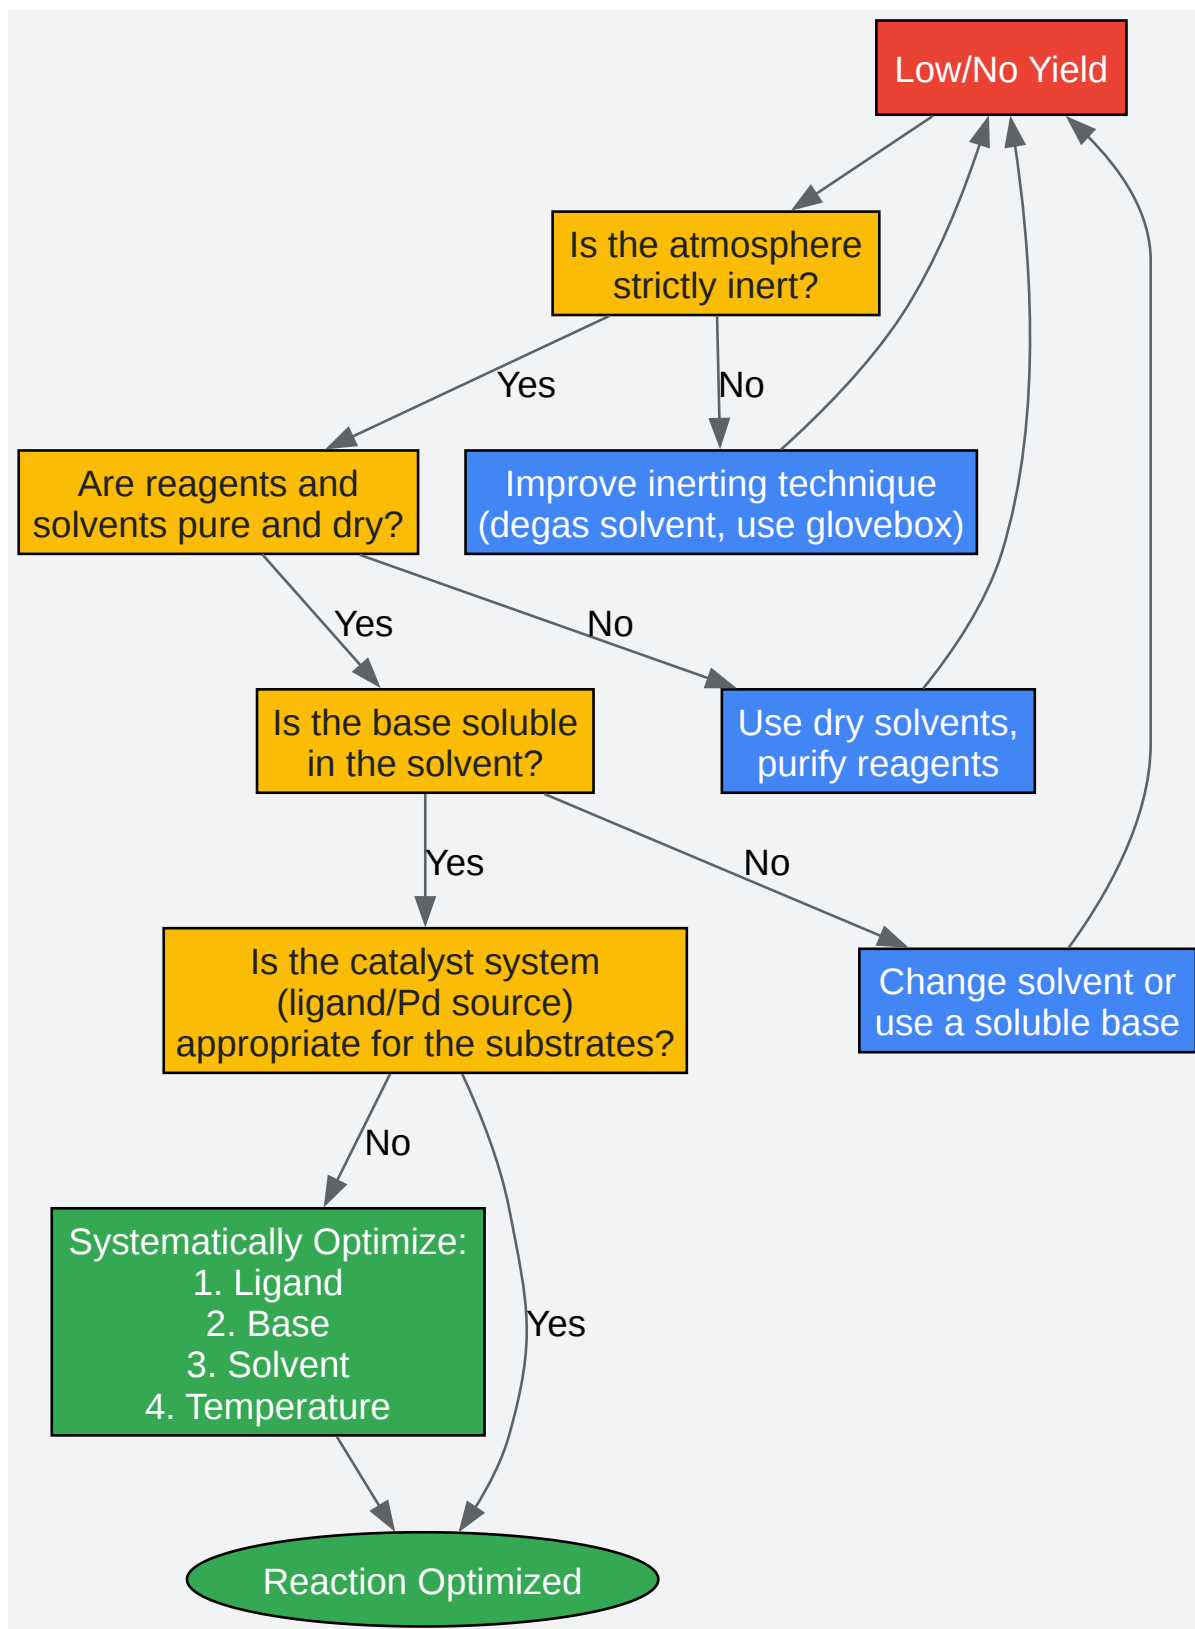 Low/No Yield
Is the atmosphere
strictly inert?
Yes
No
Are reagents and
solvents pure and dry?
Improve inerting technique
(degas solvent, use glovebox)
Yes
No
Is the base soluble
in the solvent?
Use dry solvents,
purify reagents
Yes
No
Is the catalyst system
(ligand/Pd source)
appropriate for the substrates?
Change solvent or
use a soluble base
No
Systematically Optimize:
1. Ligand
2. Base
3. Solvent
4. Temperature
Yes
Reaction Optimized